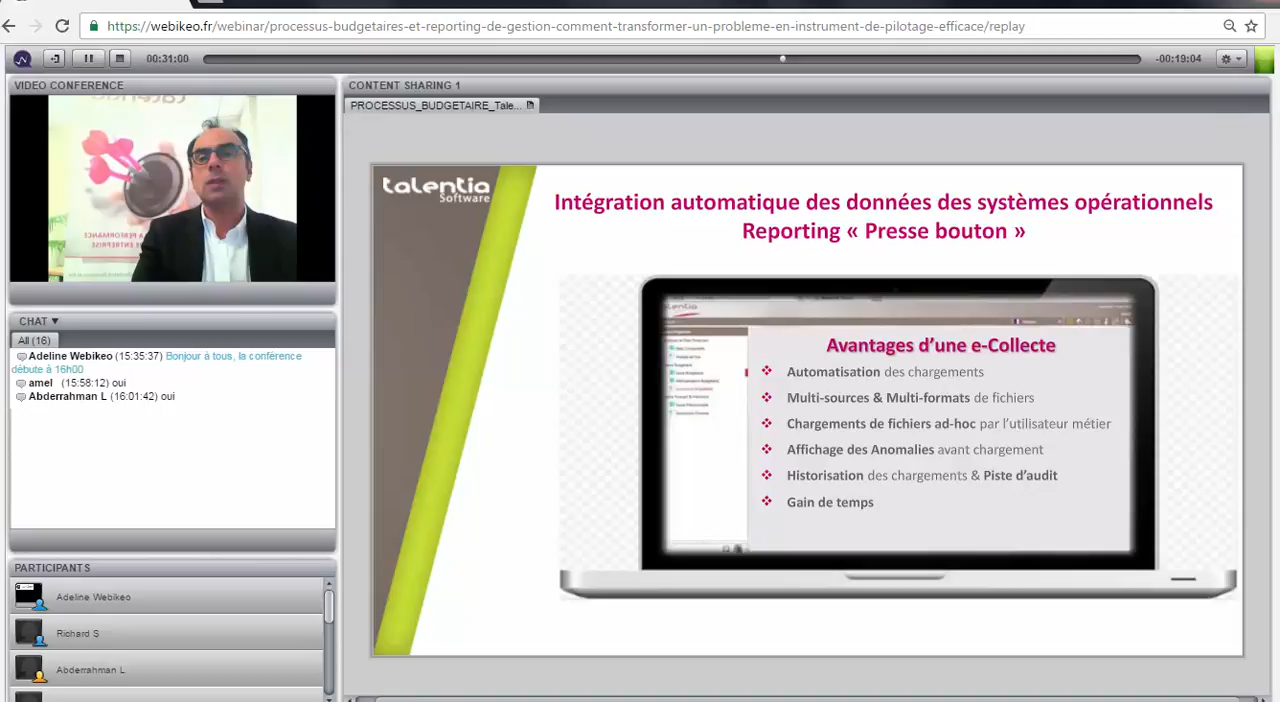 https://webikeo.fr/webinar/processus-budgetaires-et-reporting-de-gestion-comment-transformer-un-probleme-en-instrument-de-pilotage-efficace/replay
00:31:00
-00:19:04
VIDEO CONFERENCE
CHAT
All (16)
Adeline Webikeo (15:35:27) Bonjour à tous, la conférence
débute à 16h00
amel (15:58:12) oui
Abderrahman L (16:01:42) oui
PARTICIPANTS
Adeline Webikeo
Richard S
Abderrahman L
CONTENT SHARING 1
PROCESSUS_BUDGETAIRE_Tale...
talentia
Software
Intégration automatique des données des systèmes opérationnels
Reporting « Presse bouton »
Avantages d’une e-Collecte
❖ Automatisation des chargements
❖ Multi-sources & Multi-formats de fichiers
❖ Chargements de fichiers ad-hoc par l’utilisateur métier
❖ Affichage des Anomalies avant chargement
❖ Historisation des chargements & Piste d’audit
❖ Gain de temps